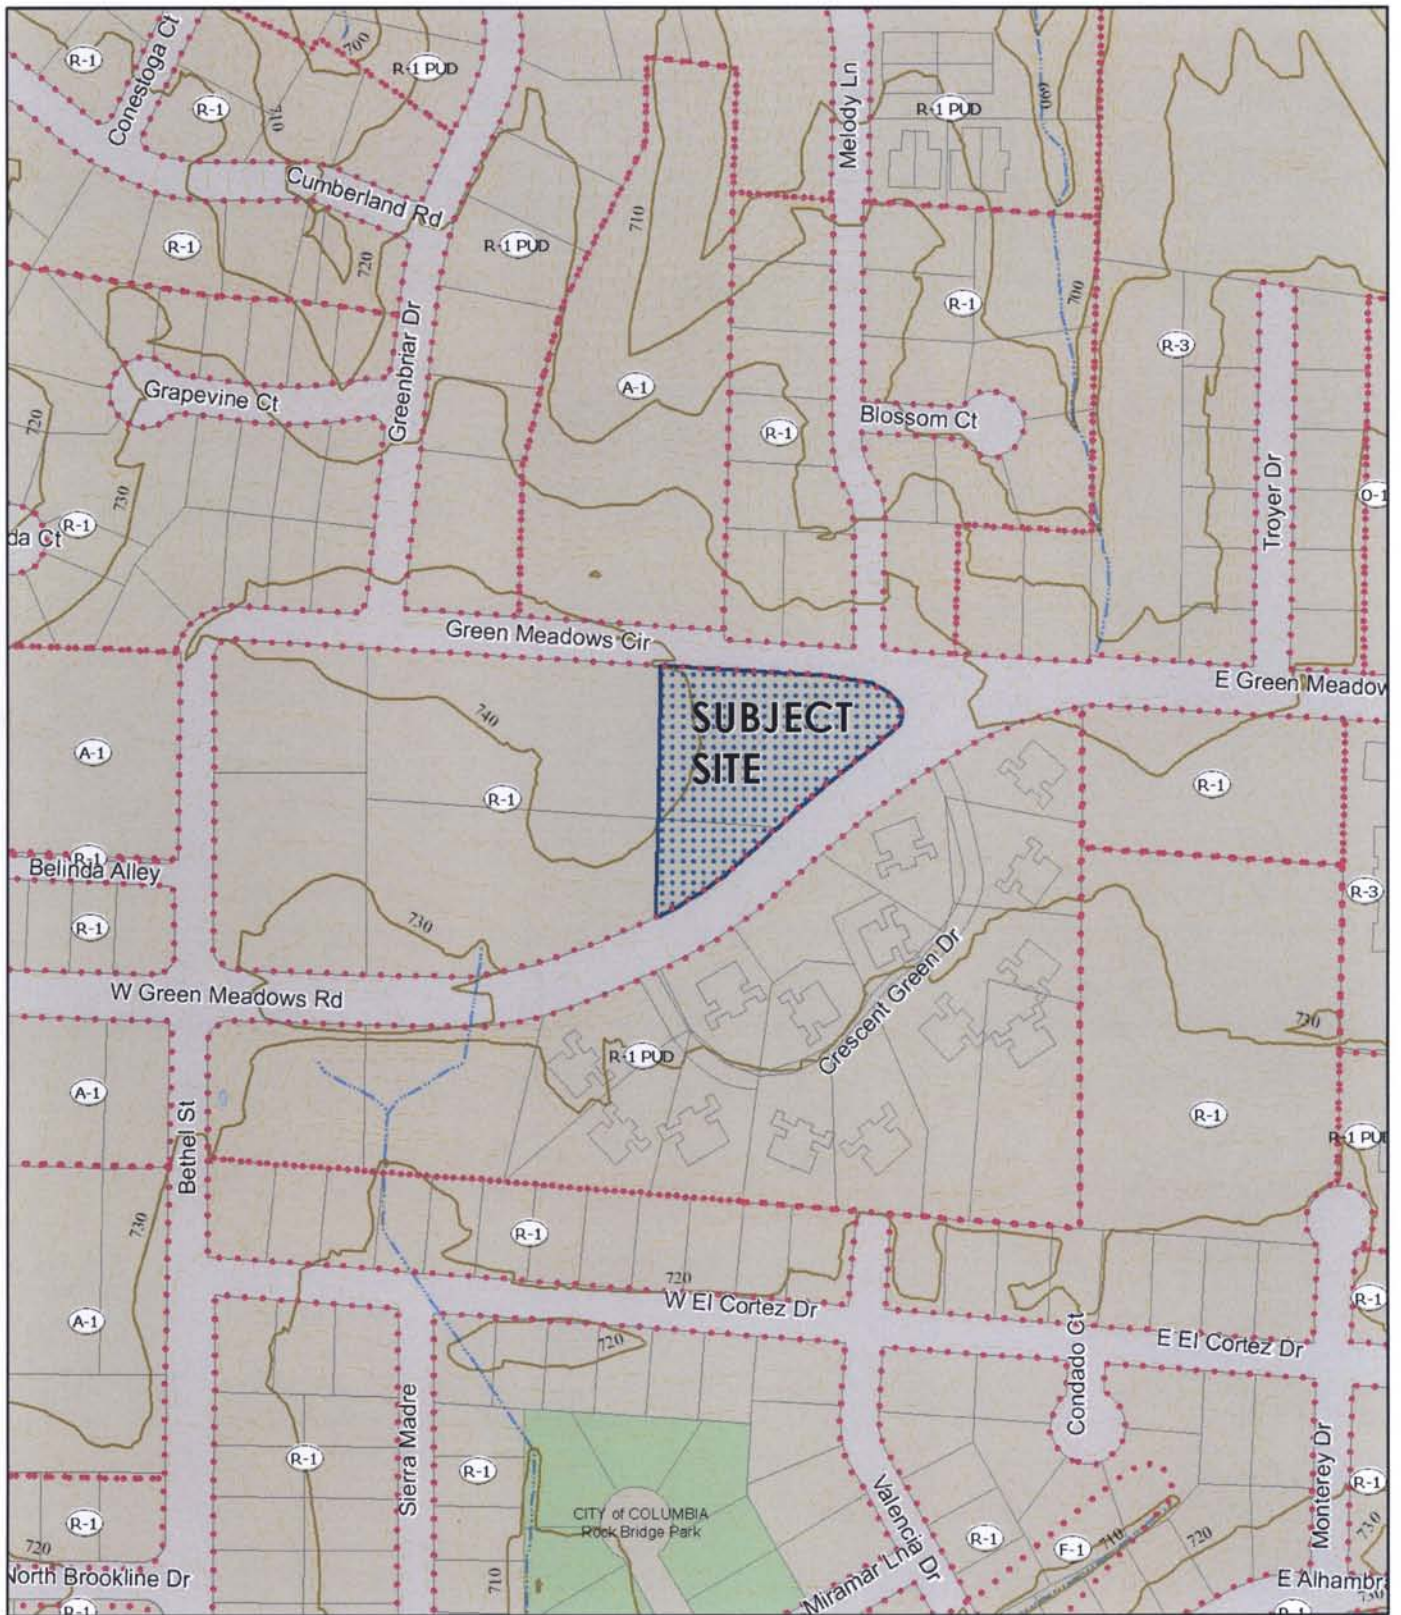 Conestoga Ct
R-1
700
R-1 PUD
Melody Ln
R-1 PUD
690
R-1
710
Cumberland Rd
R-1
720
R-1 PUD
710
R-1
700
R-3
Greenbriar Dr
Grapevine Ct
A-1
R-1
Blossom Ct
720
730
R-1
da Ct
Troyer Dr
O-1
Green Meadows Cir
E Green Meadow
SUBJECT
SITE
740
A-1
R-1
R-1
R-1
Belinda Alley
R-1
730
R-3
W Green Meadows Rd
Crescent Green Dr
730
R-1 PUD
A-1
Bethel St
R-1
R-1 PUD
730
R-1
720
W El Cortez Dr
R-1
A-1
720
Condado Ct
E El Cortez Dr
Sierra Madre
R-1
R-1
CITY of COLUMBIA
Rock Bridge Park
Valencia Dr
Monterey Dr
R-1
R-1
R-1
F-1
710
720
730
720
710
North Brookline Dr
Miramar Ln
E Alhambra
R-1
R-1